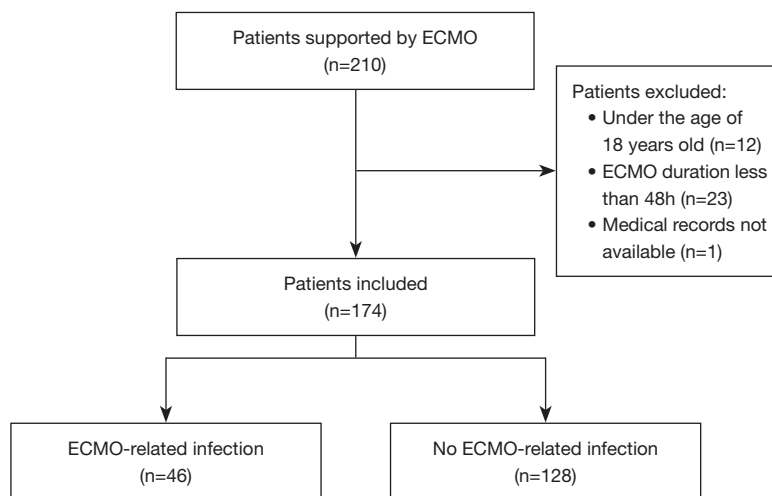 Patients supported by ECMO
(n=210)
Patients excluded:
• Under the age of
18 years old (n=12)
• ECMO duration less
than 48h (n=23)
• Medical records not
available (n=1)
Patients included
(n=174)
ECMO-related infection
(n=46)
No ECMO-related infection
(n=128)